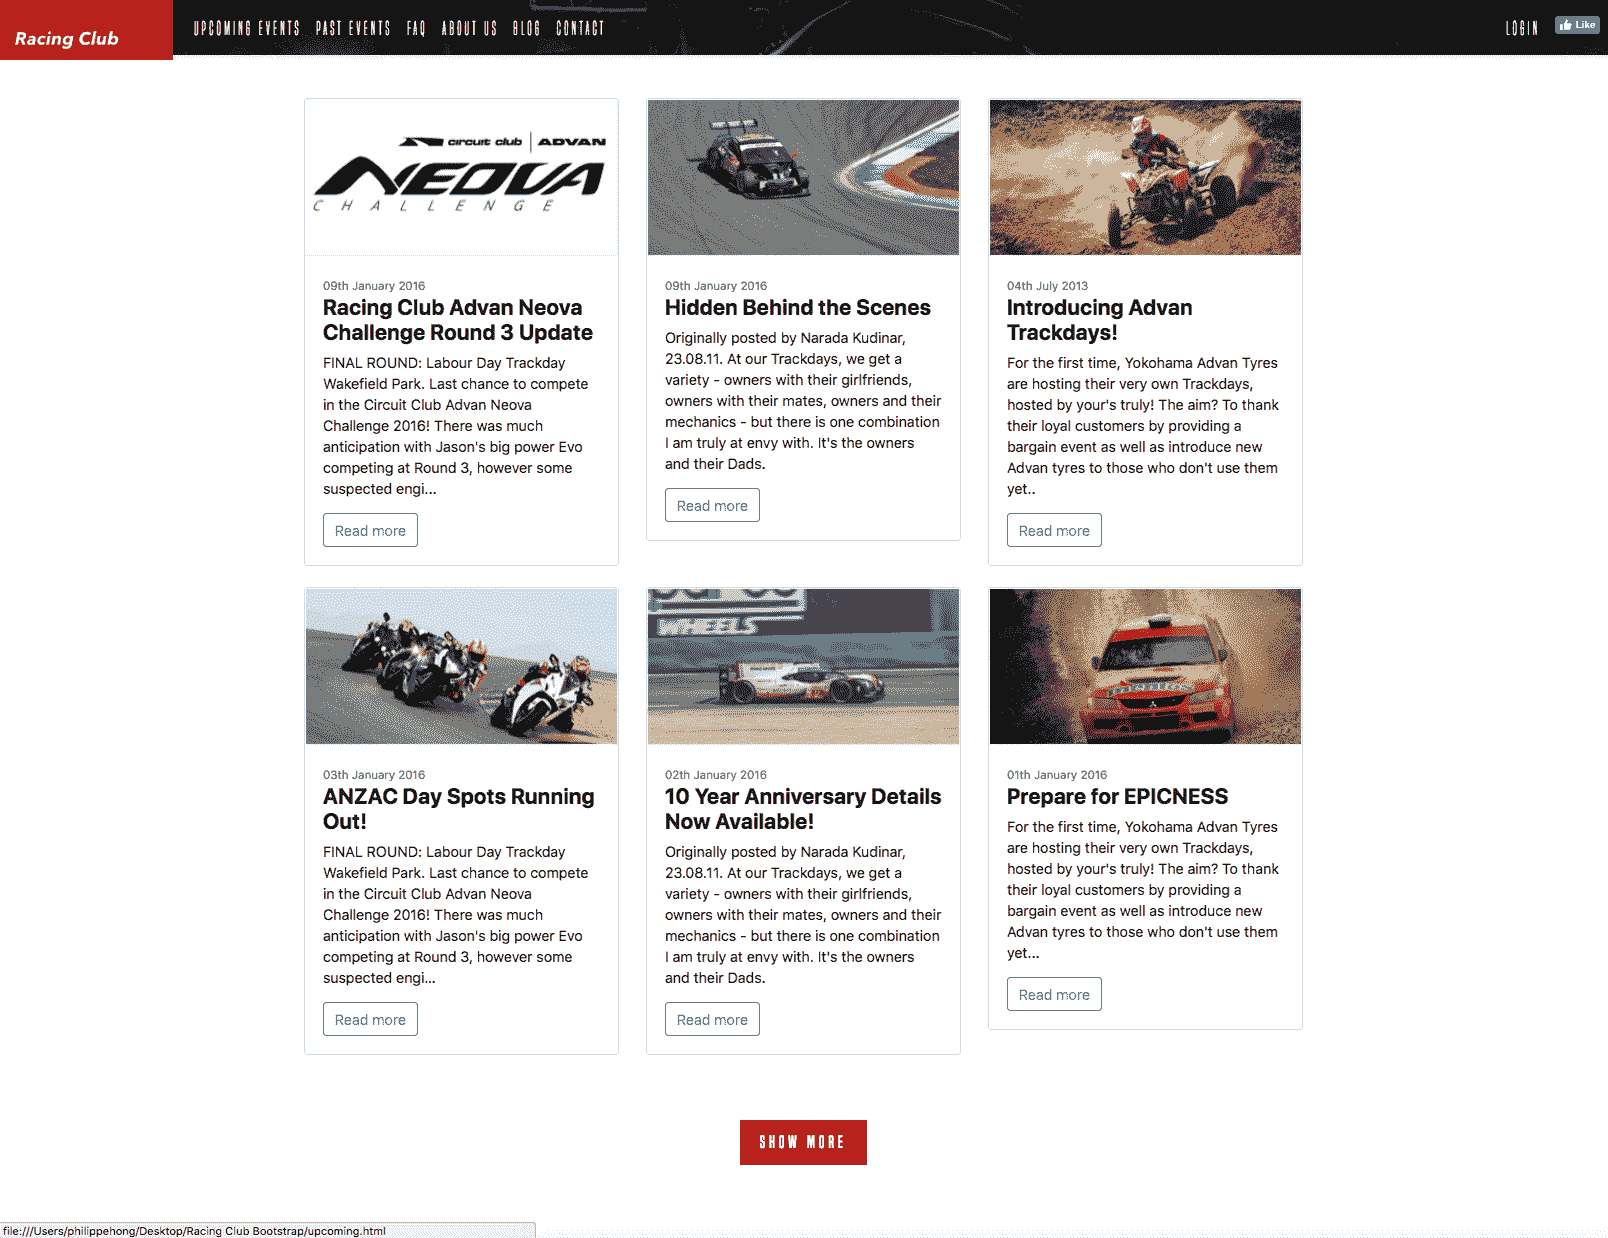 Racing Club
UPCOMING EVENTS PAST EVENTS FAQ ABOUT US BLOG CONTACT
LOGIN
Like
circuit club | ADVAN
NEOVA
CHALLENGE
09th January 2016
Racing Club Advan Neova
Challenge Round 3 Update
FINAL ROUND: Labour Day Trackday
Wakefield Park. Last chance to compete
in the Circuit Club Advan Neova
Challenge 2016! There was much
anticipation with Jason's big power Evo
competing at Round 3, however some
suspected engi...
Read more
09th January 2016
Hidden Behind the Scenes
Originally posted by Narada Kudinar,
23.08.11. At our Trackdays, we get a
variety - owners with their girlfriends,
owners with their mates, owners and their
mechanics - but there is one combination
I am truly at envy with. It's the owners
and their Dads.
Read more
04th July 2013
Introducing Advan
Trackdays!
For the first time, Yokohama Advan Tyres
are hosting their very own Trackdays,
hosted by your's truly! The aim? To thank
their loyal customers by providing a
bargain event as well as introduce new
Advan tyres to those who don't use them
yet..
Read more
03th January 2016
ANZAC Day Spots Running
Out!
FINAL ROUND: Labour Day Trackday
Wakefield Park. Last chance to compete
in the Circuit Club Advan Neova
Challenge 2016! There was much
anticipation with Jason's big power Evo
competing at Round 3, however some
suspected engi...
Read more
WHEELS
02th January 2016
10 Year Anniversary Details
Now Available!
Originally posted by Narada Kudinar,
23.08.11. At our Trackdays, we get a
variety - owners with their girlfriends,
owners with their mates, owners and their
mechanics - but there is one combination
I am truly at envy with. It's the owners
and their Dads.
Read more
01th January 2016
Prepare for EPICNESS
For the first time, Yokohama Advan Tyres
are hosting their very own Trackdays,
hosted by your's truly! The aim? To thank
their loyal customers by providing a
bargain event as well as introduce new
Advan tyres to those who don't use them
yet...
Read more
SHOW MORE
file:///Users/philippehong/Desktop/Racing Club Bootstrap/upcoming.html